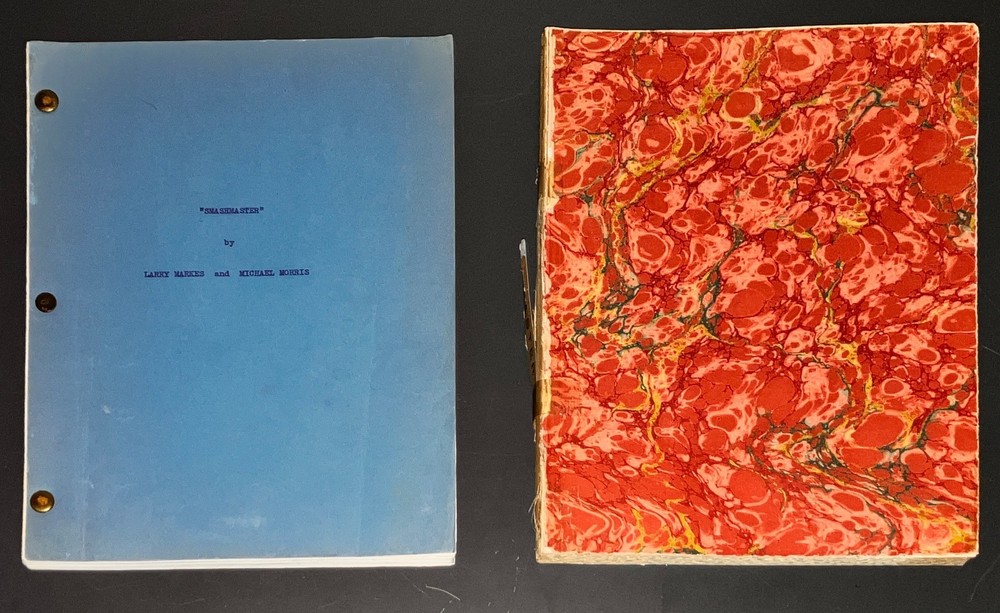 "SMASHMASTER"
by
LARRY MARKES and MICHAEL MORRIS